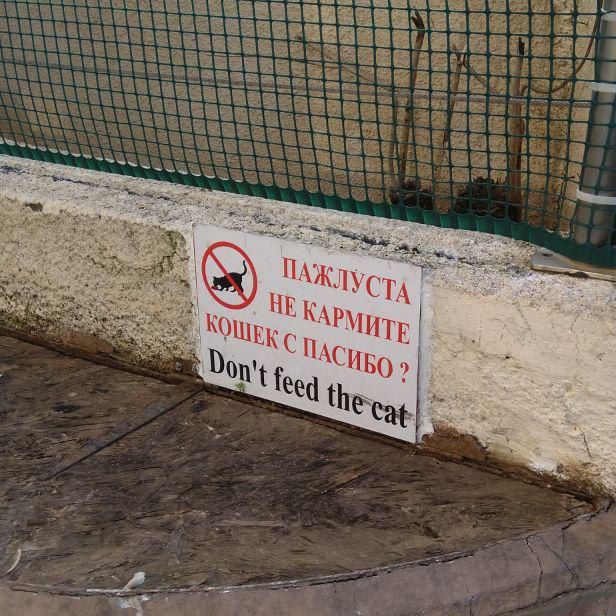 ПАЖЛУСТА
НЕ КАРМИТЕ
КОШЕК С ПАСИБО ?
Don't feed the cat